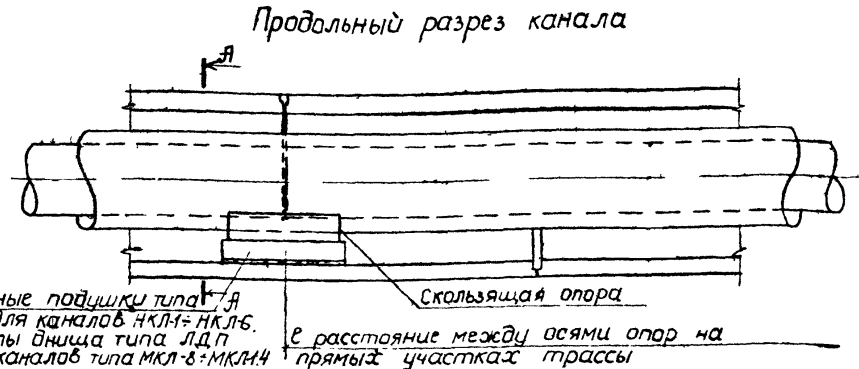 Продольный разрез канала
А
А
ные подушки типа
для каналов НКЛ-1÷НКЛ-6.
ты днища типа ЛДП
каналов типа МКЛ-8÷МКЛ-14
Скользящая опора
ℓ расстояние между осями опор на
прямых участках трассы